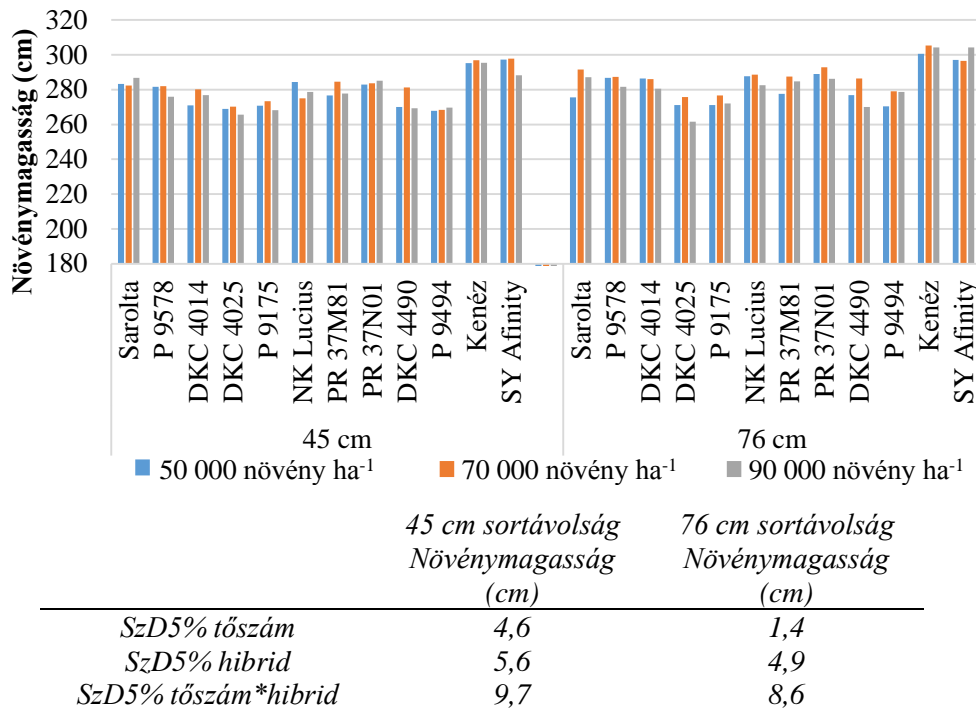 Növénymagasság (cm)
320
300
280
260
240
220
200
180
Sarolta
P 9578
DKC 4014
DKC 4025
P 9175
NK Lucius
PR 37M81
PR 37N01
DKC 4490
P 9494
Kenéz
SY Afinity
Sarolta
P 9578
DKC 4014
DKC 4025
P 9175
NK Lucius
PR 37M81
PR 37N01
DKC 4490
P 9494
Kenéz
SY Afinity
45 cm 76 cm
50 000 növény ha⁻¹ 70 000 növény ha⁻¹ 90 000 növény ha⁻¹
45 cm sortávolság 76 cm sortávolság
Növénymagasság Növénymagasság
(cm) (cm)
SzD5% tőszám 4,6 1,4
SzD5% hibrid 5,6 4,9
SzD5% tőszám*hibrid 9,7 8,6